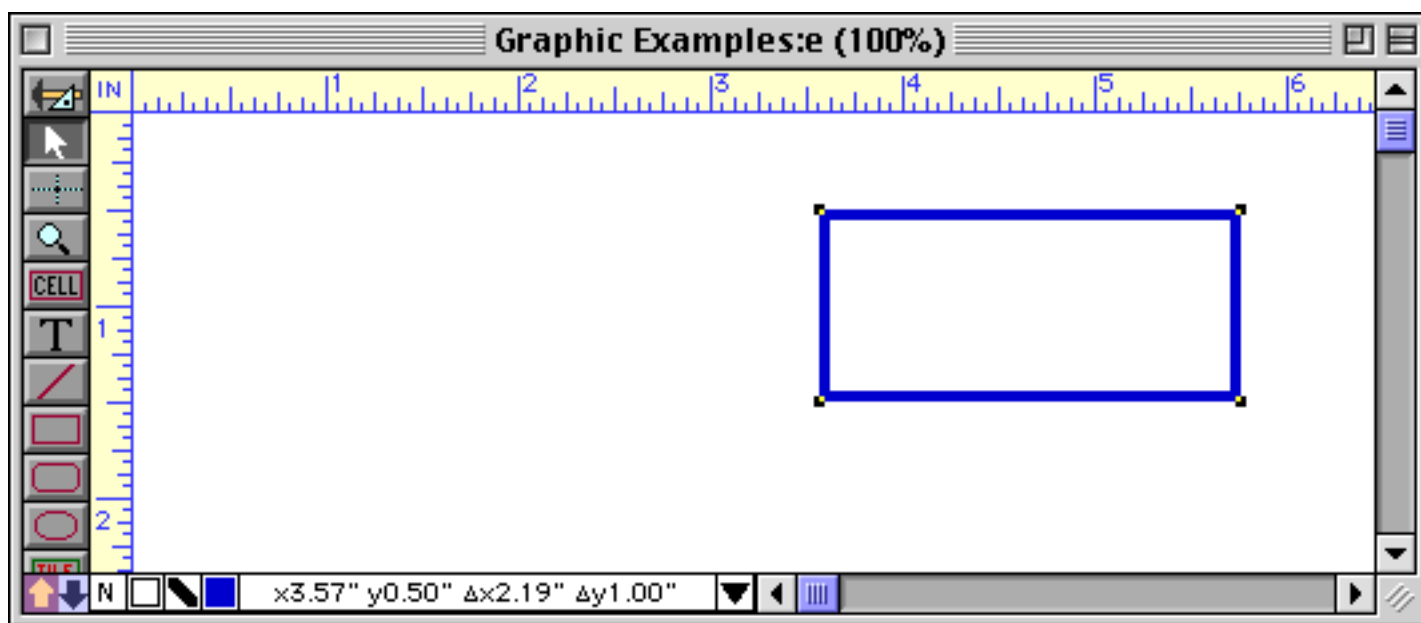 Graphic Examples:e (100%)
IN 1 2 3 4 5 6
CELL
T
1
2
TILE
N x3.57" y0.50" Δx2.19" Δy1.00"